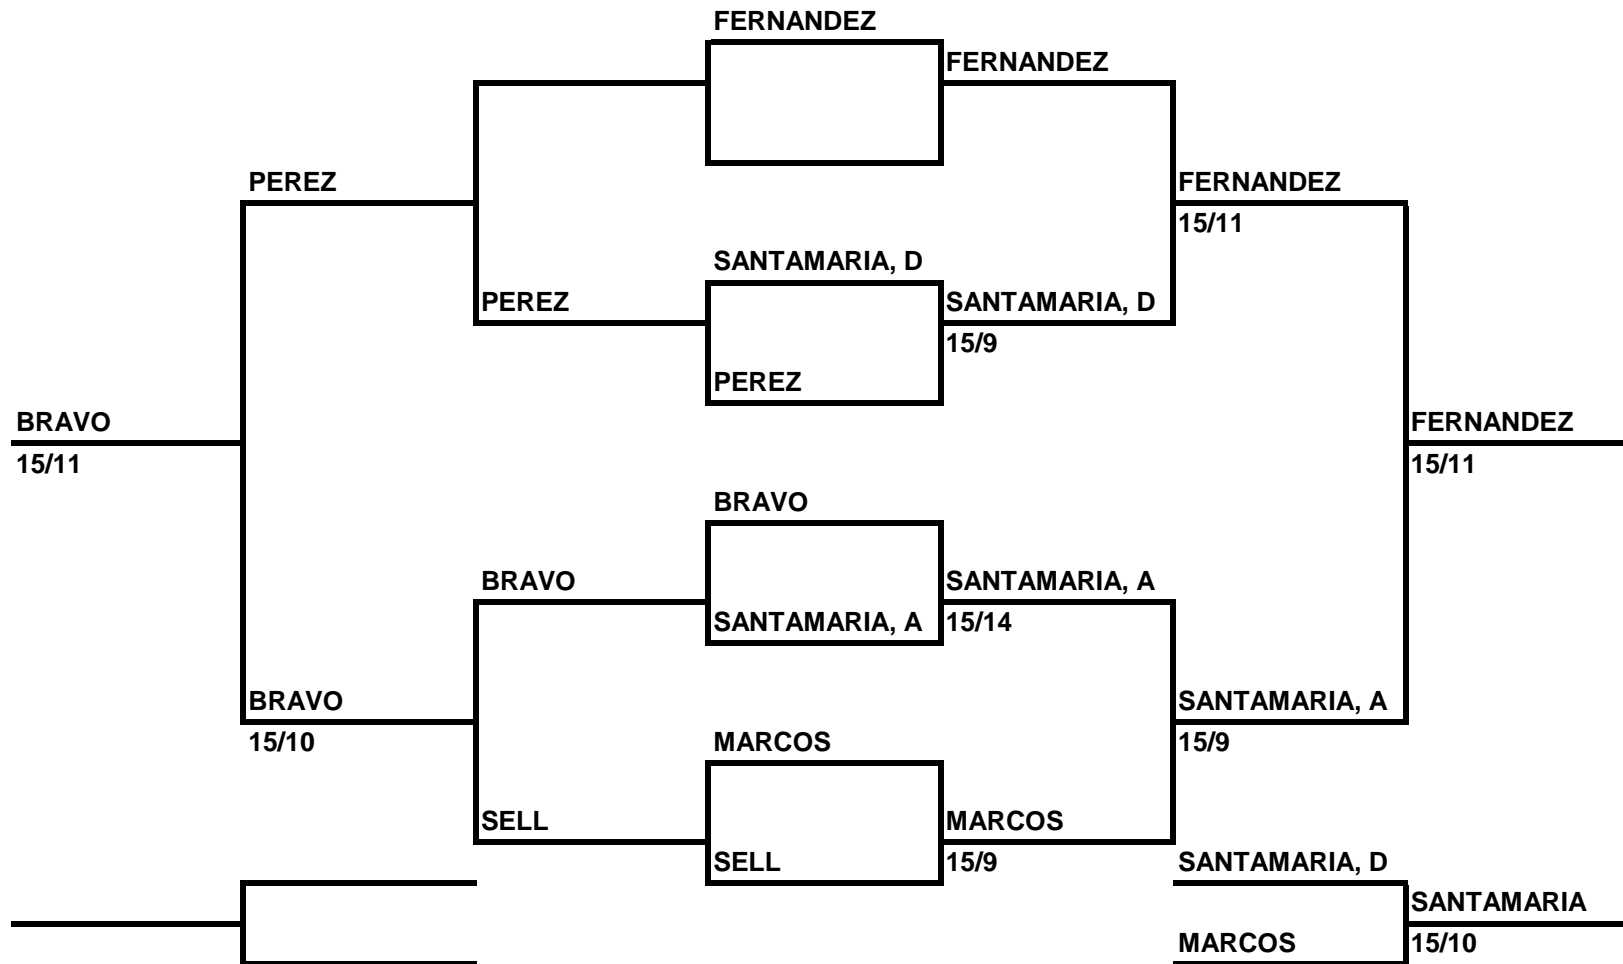 FERNANDEZ
FERNANDEZ
PEREZ
FERNANDEZ
15/11
SANTAMARIA, D
PEREZ
SANTAMARIA, D
15/9
PEREZ
BRAVO
FERNANDEZ
15/11
15/11
BRAVO
BRAVO
SANTAMARIA, A
SANTAMARIA, A
15/14
BRAVO
SANTAMARIA, A
15/10
MARCOS
15/9
SELL
MARCOS
SELL
15/9
SANTAMARIA, D
SANTAMARIA
MARCOS
15/10